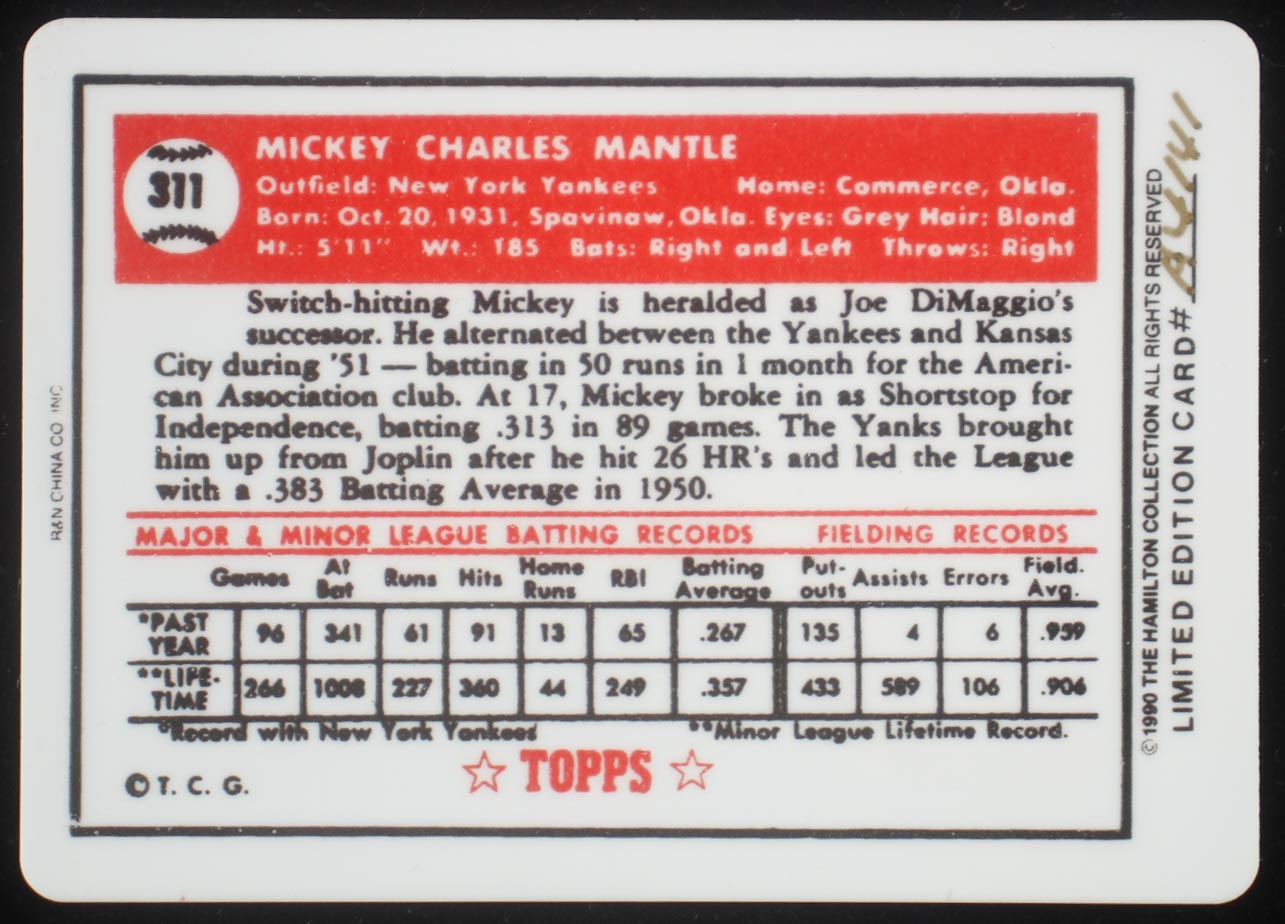 311
MICKEY CHARLES MANTLE
Outfield: New York Yankees Home: Commerce, Okla.
Born: Oct. 20, 1931, Spavinaw, Okla. Eyes: Grey Hair: Blond
Ht.: 5'11" Wt.: 185 Bats: Right and Left Throws: Right
Switch-hitting Mickey is heralded as Joe DiMaggio's
successor. He alternated between the Yankees and Kansas
City during '51 — batting in 50 runs in 1 month for the Ameri-
can Association club. At 17, Mickey broke in as Shortstop for
Independence, batting .313 in 89 games. The Yanks brought
him up from Joplin after he hit 26 HR's and led the League
with a .383 Batting Average in 1950.
MAJOR & MINOR LEAGUE BATTING RECORDS FIELDING RECORDS
Games At Bat Runs Hits Home Runs RBI Batting Average Put-outs Assists Errors Field. Avg.
*PAST YEAR 96 341 61 91 13 65 .267 135 4 6 .959
**LIFE-TIME 266 1008 227 360 44 249 .357 433 589 106 .906
*Record with New York Yankees **Minor League Lifetime Record.
☆ TOPPS ☆
© T. C. G.
R&N CHINA CO INC
© 1990 THE HAMILTON COLLECTION ALL RIGHTS RESERVED
LIMITED EDITION CARD#